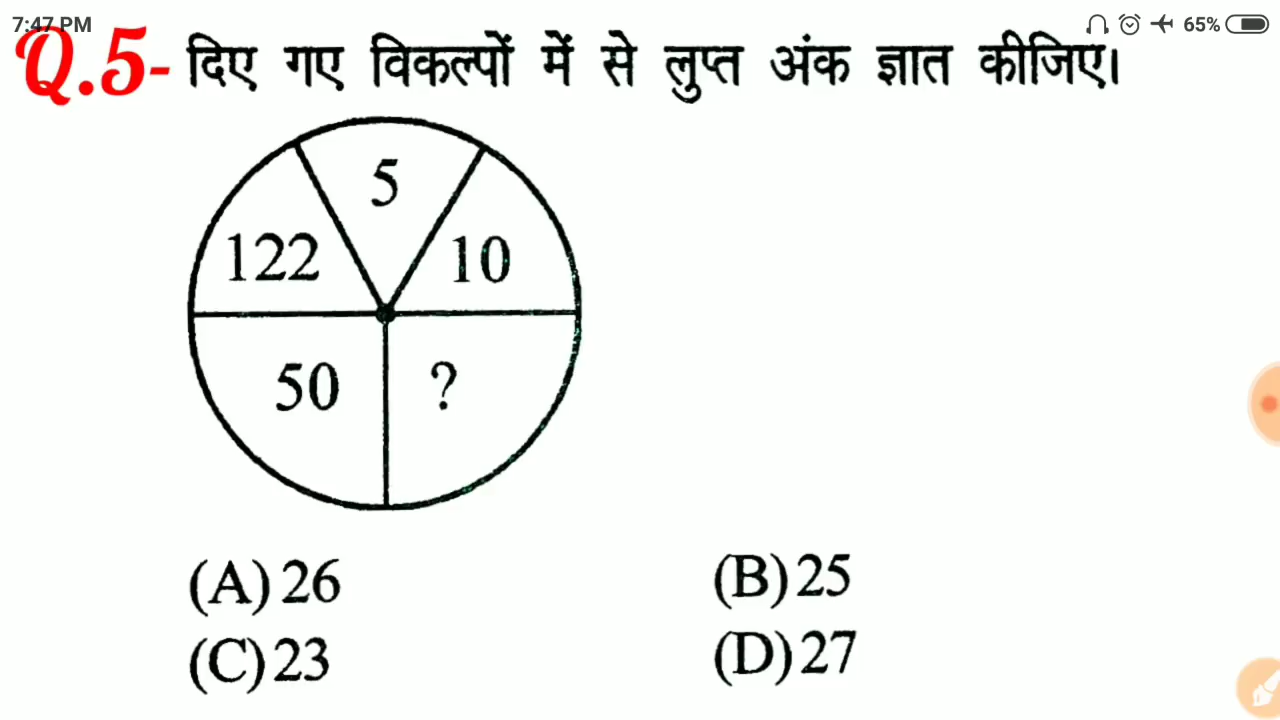 7:47 PM 65%
Q.5- दिए गए विकल्पों में से लुप्त अंक ज्ञात कीजिए।
5
122 10
50 ?
(A) 26 (B) 25
(C) 23 (D) 27